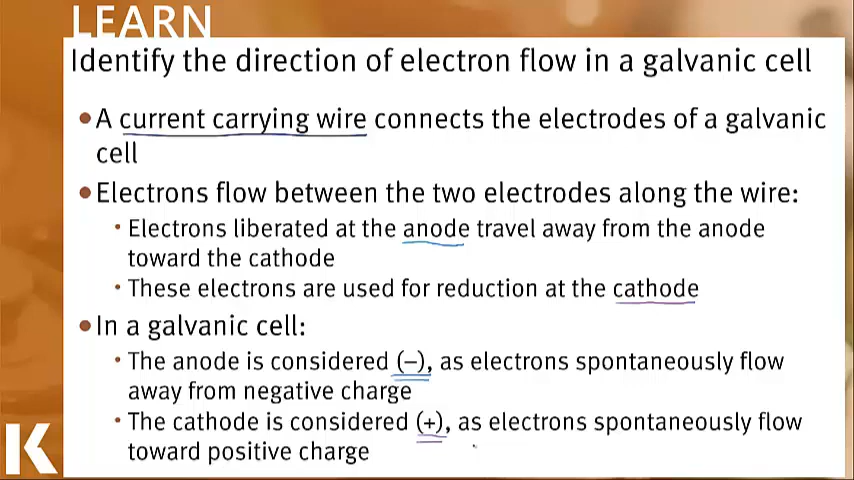 LEARN
Identify the direction of electron flow in a galvanic cell
•A current carrying wire connects the electrodes of a galvanic
cell
•Electrons flow between the two electrodes along the wire:
•Electrons liberated at the anode travel away from the anode
toward the cathode
•These electrons are used for reduction at the cathode
•In a galvanic cell:
•The anode is considered (–), as electrons spontaneously flow
away from negative charge
•The cathode is considered (+), as electrons spontaneously flow
toward positive charge
K